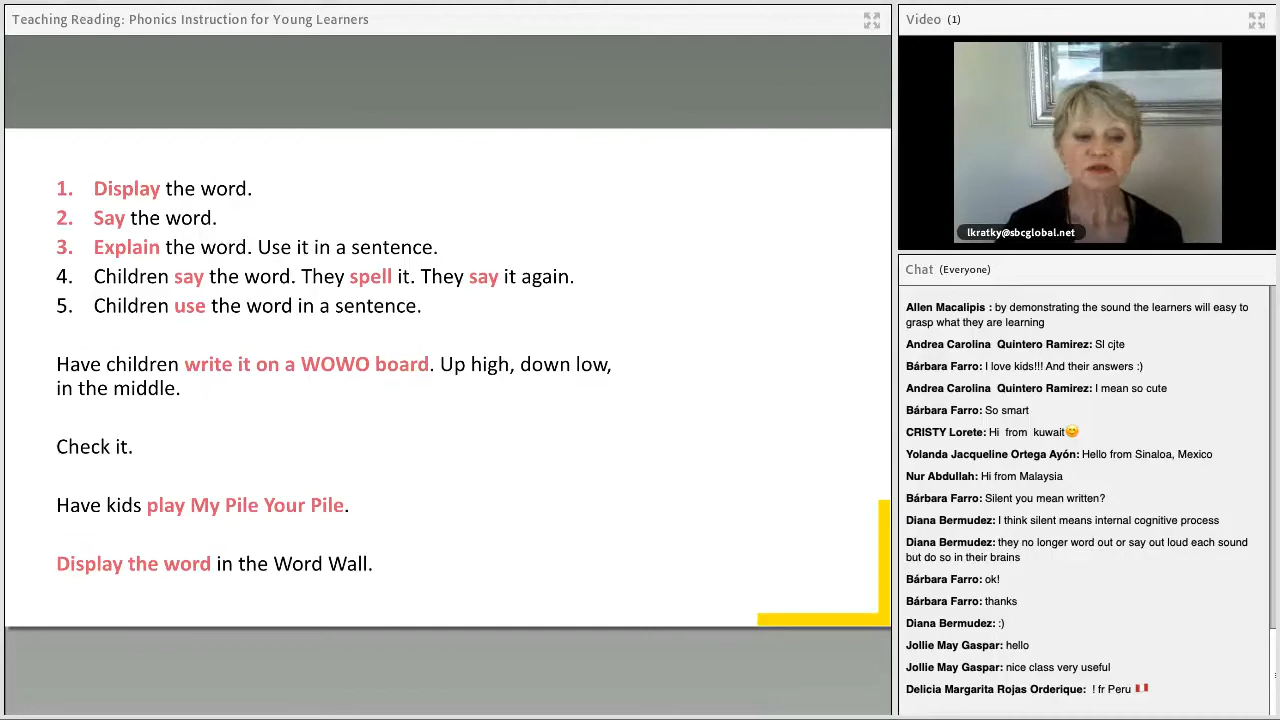 Teaching Reading: Phonics Instruction for Young Learners
1. Display the word.
2. Say the word.
3. Explain the word. Use it in a sentence.
4. Children say the word. They spell it. They say it again.
5. Children use the word in a sentence.
Have children write it on a WOWO board. Up high, down low,
in the middle.
Check it.
Have kids play My Pile Your Pile.
Display the word in the Word Wall.
Video (1)
lkratky@sbcglobal.net
Chat (Everyone)
Allen Macalipis : by demonstrating the sound the learners will easy to
grasp what they are learning
Andrea Carolina Quintero Ramirez: SI cjte
Bárbara Farro: I love kids!!! And their answers :)
Andrea Carolina Quintero Ramirez: I mean so cute
Bárbara Farro: So smart
CRISTY Lorete: Hi from kuwait😊
Yolanda Jacqueline Ortega Ayón: Hello from Sinaloa, Mexico
Nur Abdullah: Hi from Malaysia
Bárbara Farro: Silent you mean written?
Diana Bermudez: I think silent means internal cognitive process
Diana Bermudez: they no longer word out or say out loud each sound
but do so in their brains
Bárbara Farro: ok!
Bárbara Farro: thanks
Diana Bermudez: :)
Jollie May Gaspar: hello
Jollie May Gaspar: nice class very useful
Delicia Margarita Rojas Orderique: ! fr Peru 🇵🇪